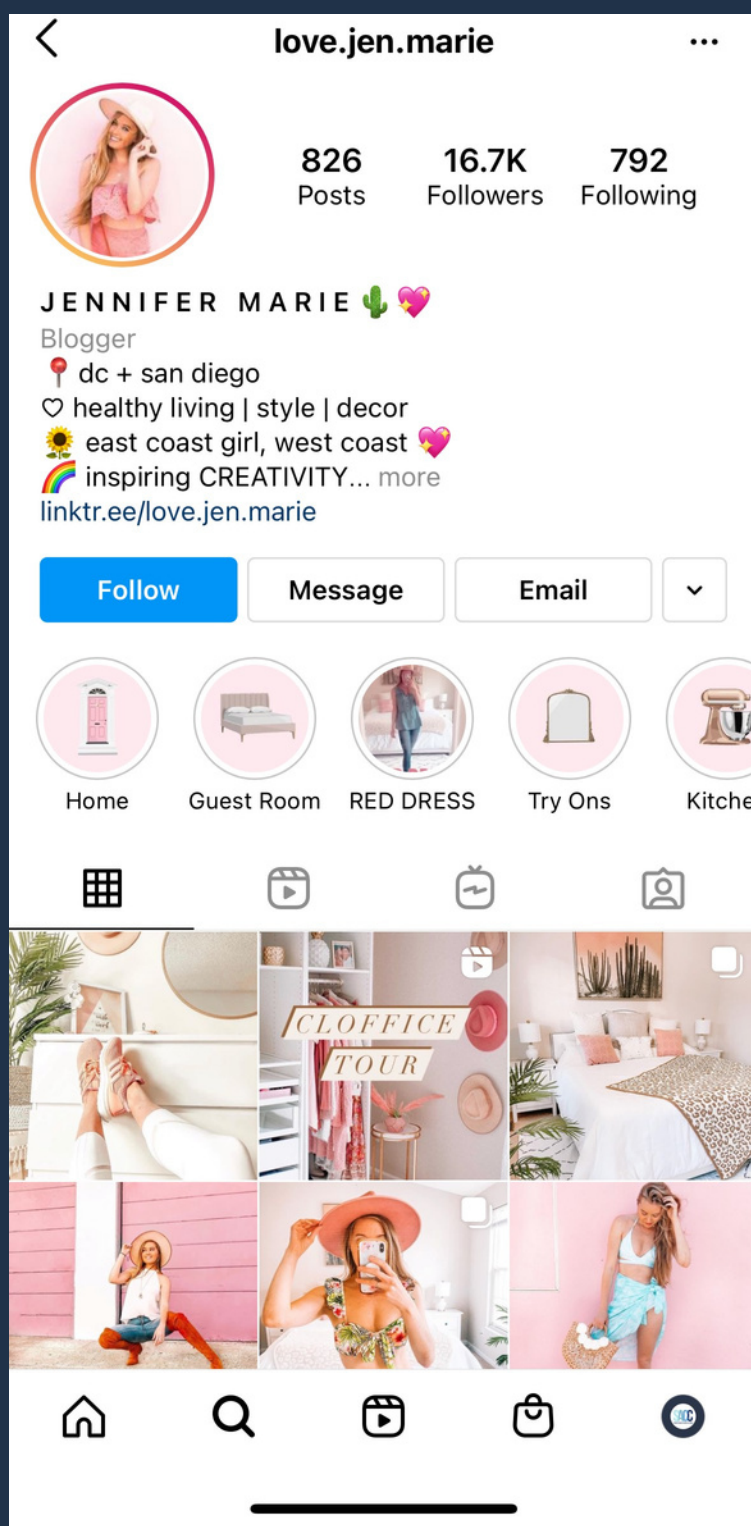 love.jen.marie
826 16.7K 792
Posts Followers Following
JENNIFER MARIE🌵💖
Blogger
📍 dc + san diego
♡ healthy living | style | decor
🌻 east coast girl, west coast 💖
🌈 inspiring CREATIVITY... more
linktr.ee/love.jen.marie
Follow Message Email
Home Guest Room RED DRESS Try Ons Kitche
CLOFFICE
TOUR